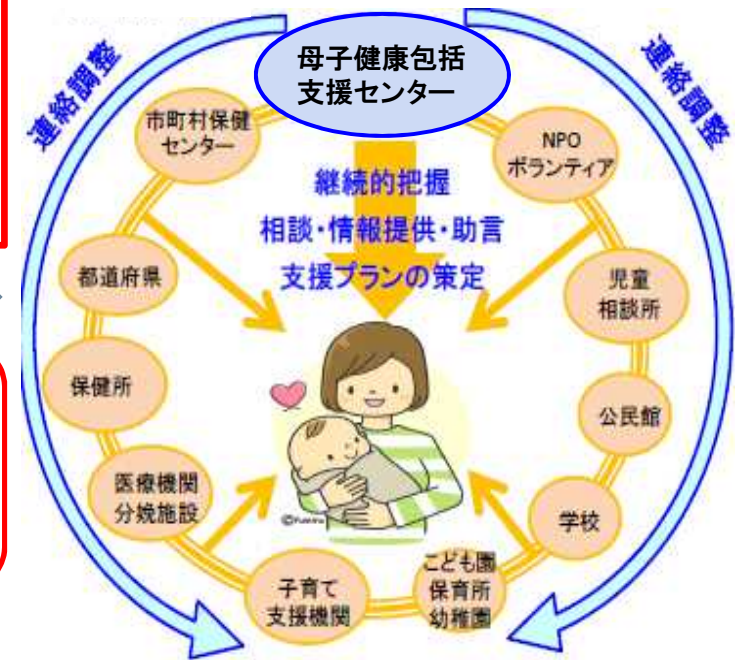 母子健康包括
支援センター
連絡調整
連絡調整
市町村保健
センター
NPO
ボランティア
継続的把握
相談・情報提供・助言
支援プランの策定
都道府県
児童
相談所
保健所
公民館
医療機関
分娩施設
学校
子育て
支援機関
こども園
保育所
幼稚園